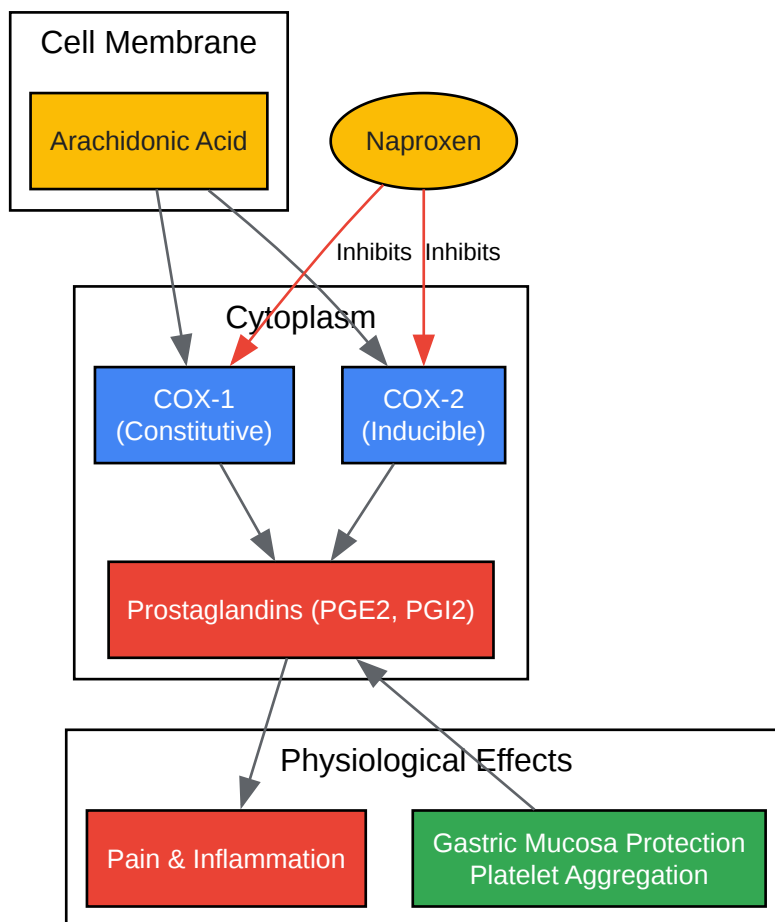 Cell Membrane
Arachidonic Acid
Naproxen
Inhibits
Inhibits
Cytoplasm
COX-1
(Constitutive)
COX-2
(Inducible)
Prostaglandins (PGE2, PGI2)
Physiological Effects
Pain & Inflammation
Gastric Mucosa Protection
Platelet Aggregation